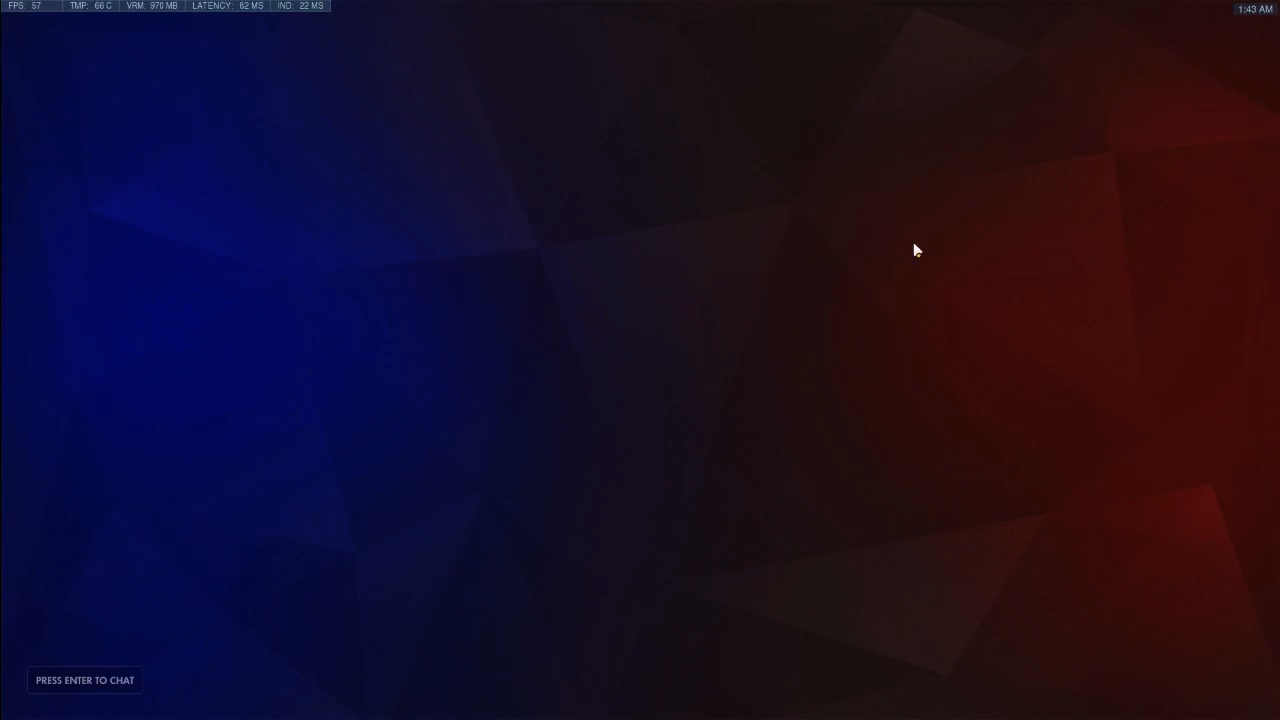 FPS: 57 TMP: 66 C VRM: 970 MB LATENCY: 82 MS IND: 22 MS
1:43 AM
PRESS ENTER TO CHAT